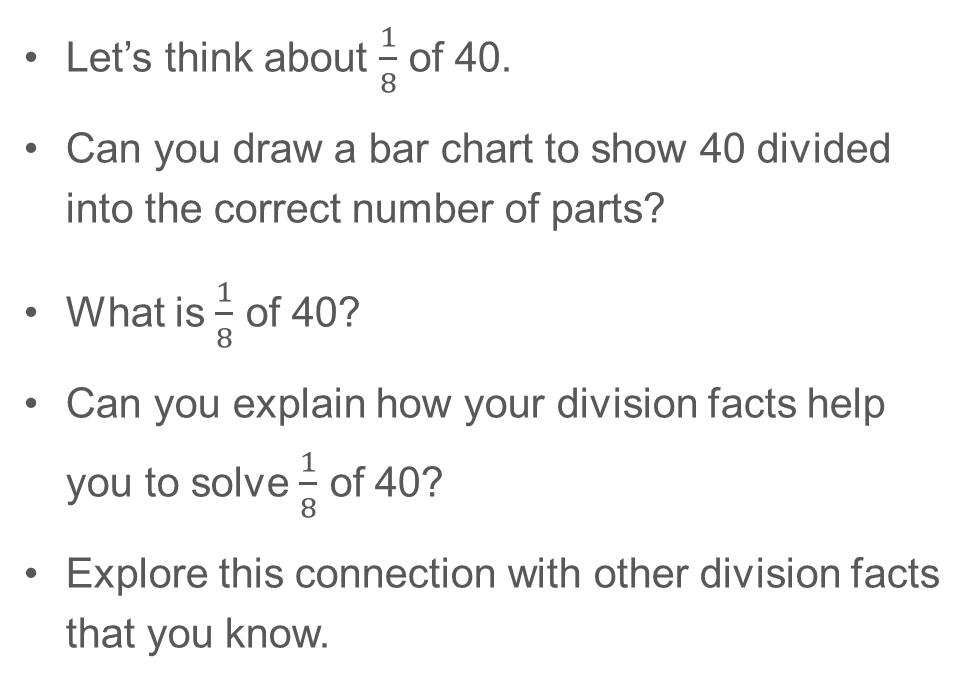 • Let’s think about 1/8 of 40.
• Can you draw a bar chart to show 40 divided
into the correct number of parts?
• What is 1/8 of 40?
• Can you explain how your division facts help
you to solve 1/8 of 40?
• Explore this connection with other division facts
that you know.